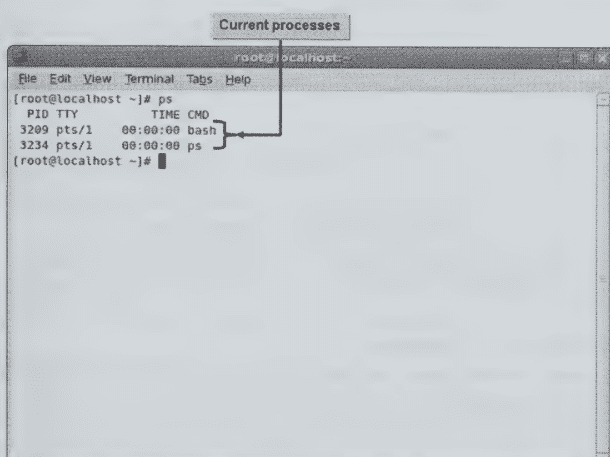 Current processes
root@localhost:~
File Edit View Terminal Tabs Help
[root@localhost ~]# ps
PID TTY TIME CMD
3209 pts/1 00:00:00 bash
3234 pts/1 00:00:00 ps
[root@localhost ~]#